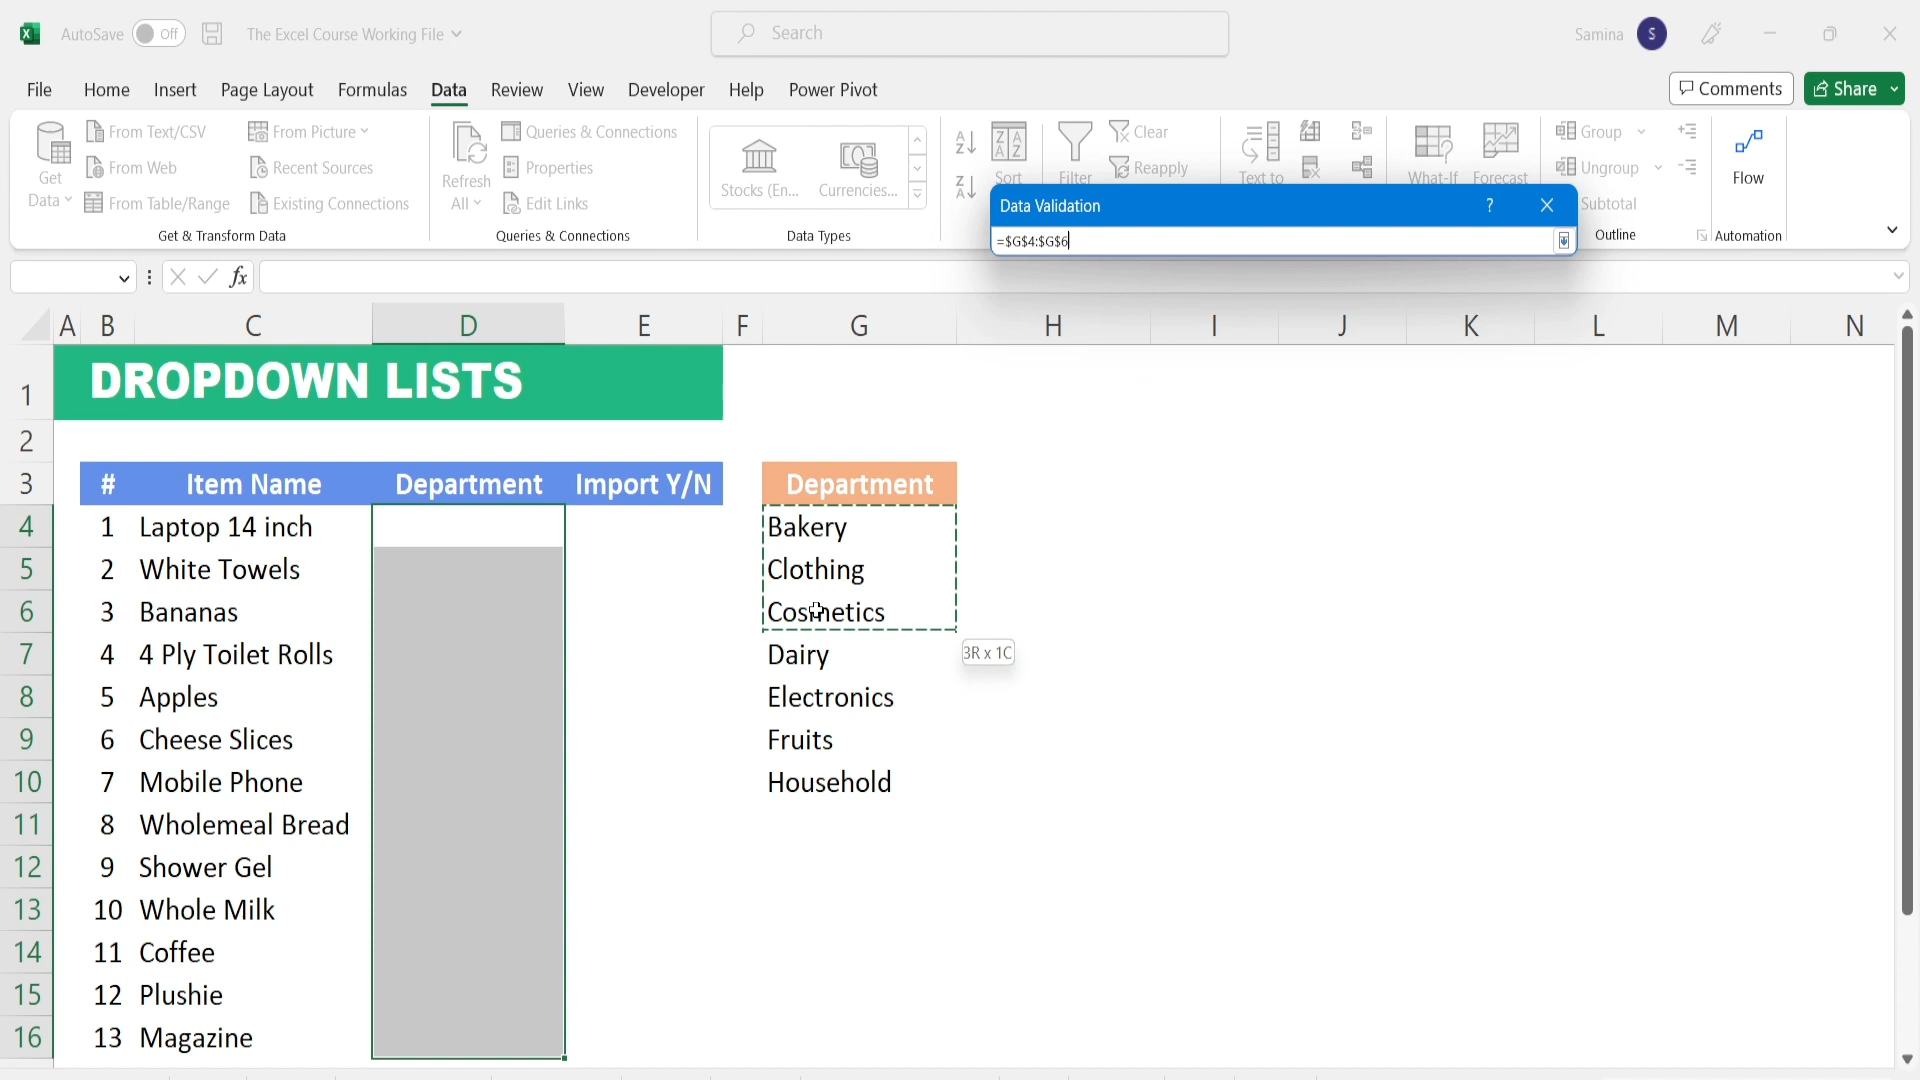 AutoSave Off The Excel Course Working File Search Samina S
File Home Insert Page Layout Formulas Data Review View Developer Help Power Pivot Comments Share
Get Data
From Text/CSV
From Web
From Table/Range
From Picture
Recent Sources
Existing Connections
Get & Transform Data
Refresh All
Queries & Connections
Properties
Edit Links
Queries & Connections
Stocks (En...
Currencies...
Data Types
Sort
Filter
Clear
Reapply
Text to
What-If
Forecast
Group
Ungroup
Subtotal
Outline
Flow
Automation
Data Validation ?
=$G$4:$G$6
fx
A B C D E F G H I J K L M N
1 DROPDOWN LISTS
2
3 # Item Name Department Import Y/N Department
4 1 Laptop 14 inch Bakery
5 2 White Towels Clothing
6 3 Bananas Cosmetics
7 4 4 Ply Toilet Rolls Dairy 3R x 1C
8 5 Apples Electronics
9 6 Cheese Slices Fruits
10 7 Mobile Phone Household
11 8 Wholemeal Bread
12 9 Shower Gel
13 10 Whole Milk
14 11 Coffee
15 12 Plushie
16 13 Magazine